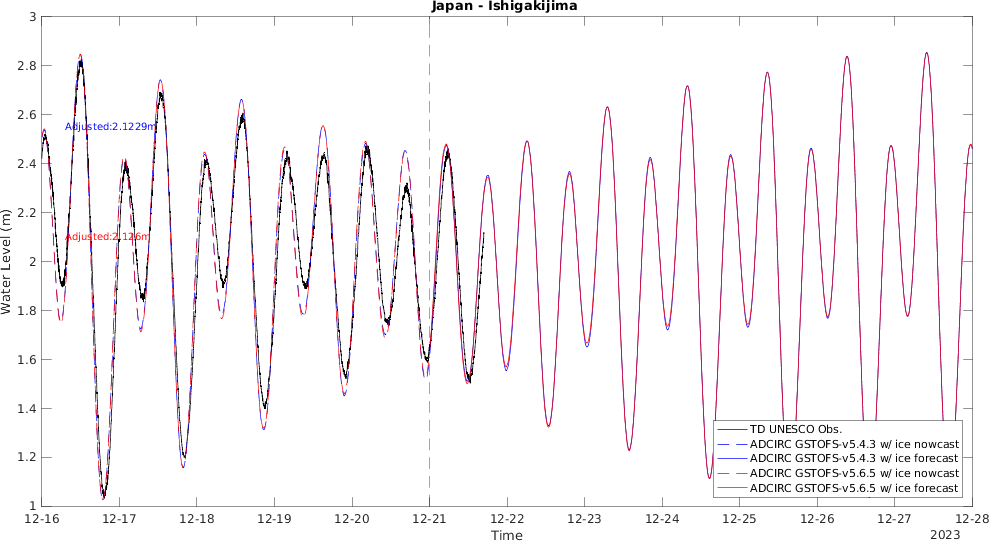 Japan - Ishigakijima
3
2.8
2.6
2.4
2.2
2
1.8
1.6
1.4
1.2
1
Water Level (m)
Adjusted:2.1229m
Adjusted:2.126m
TD UNESCO Obs.
ADCIRC GSTOFS-v5.4.3 w/ ice nowcast
ADCIRC GSTOFS-v5.4.3 w/ ice forecast
ADCIRC GSTOFS-v5.6.5 w/ ice nowcast
ADCIRC GSTOFS-v5.6.5 w/ ice forecast
12-16 12-17 12-18 12-19 12-20 12-21 12-22 12-23 12-24 12-25 12-26 12-27 12-28
Time
2023